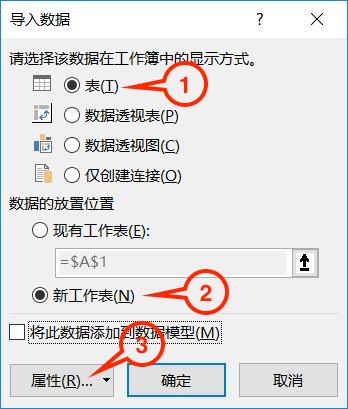 导入数据 ? ×
请选择该数据在工作簿中的显示方式。
表(T)
1
数据透视表(P)
数据透视图(C)
仅创建连接(O)
数据的放置位置
现有工作表(E):
=$A$1
新工作表(N)
2
将此数据添加到数据模型(M)
3
属性(R)... 确定 取消